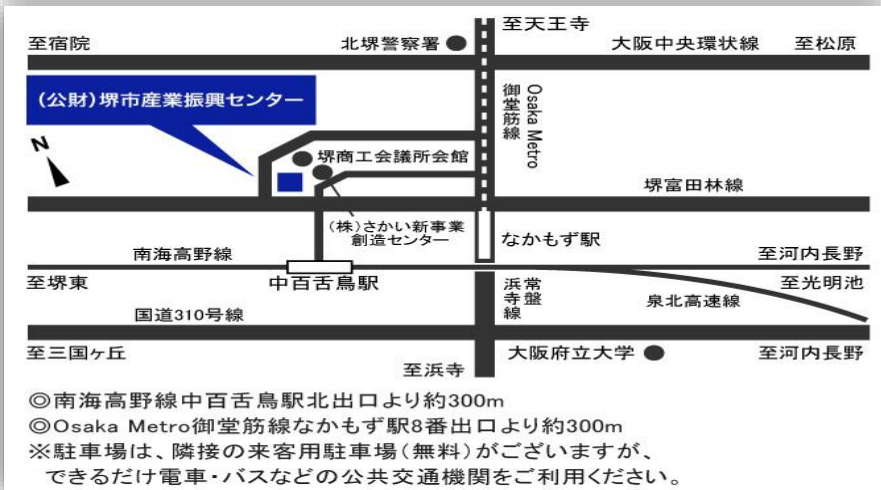 至天王寺
至宿院
北堺警察署
大阪中央環状線
至松原
(公財)堺市産業振興センター
Osaka Metro
御堂筋線
N
堺商工会議所会館
堺富田林線
(株)さかい新事業
創造センター
なかもず駅
南海高野線
至河内長野
至堺東
中百舌鳥駅
常盤
浜寺線
泉北高速線
至光明池
国道310号線
至三国ヶ丘
至浜寺
大阪府立大学
至河内長野
◎南海高野線中百舌鳥駅北出口より約300m
◎Osaka Metro御堂筋線なかもず駅8番出口より約300m
※駐車場は、隣接の来客用駐車場(無料)がございますが、
できるだけ電車・バスなどの公共交通機関をご利用ください。